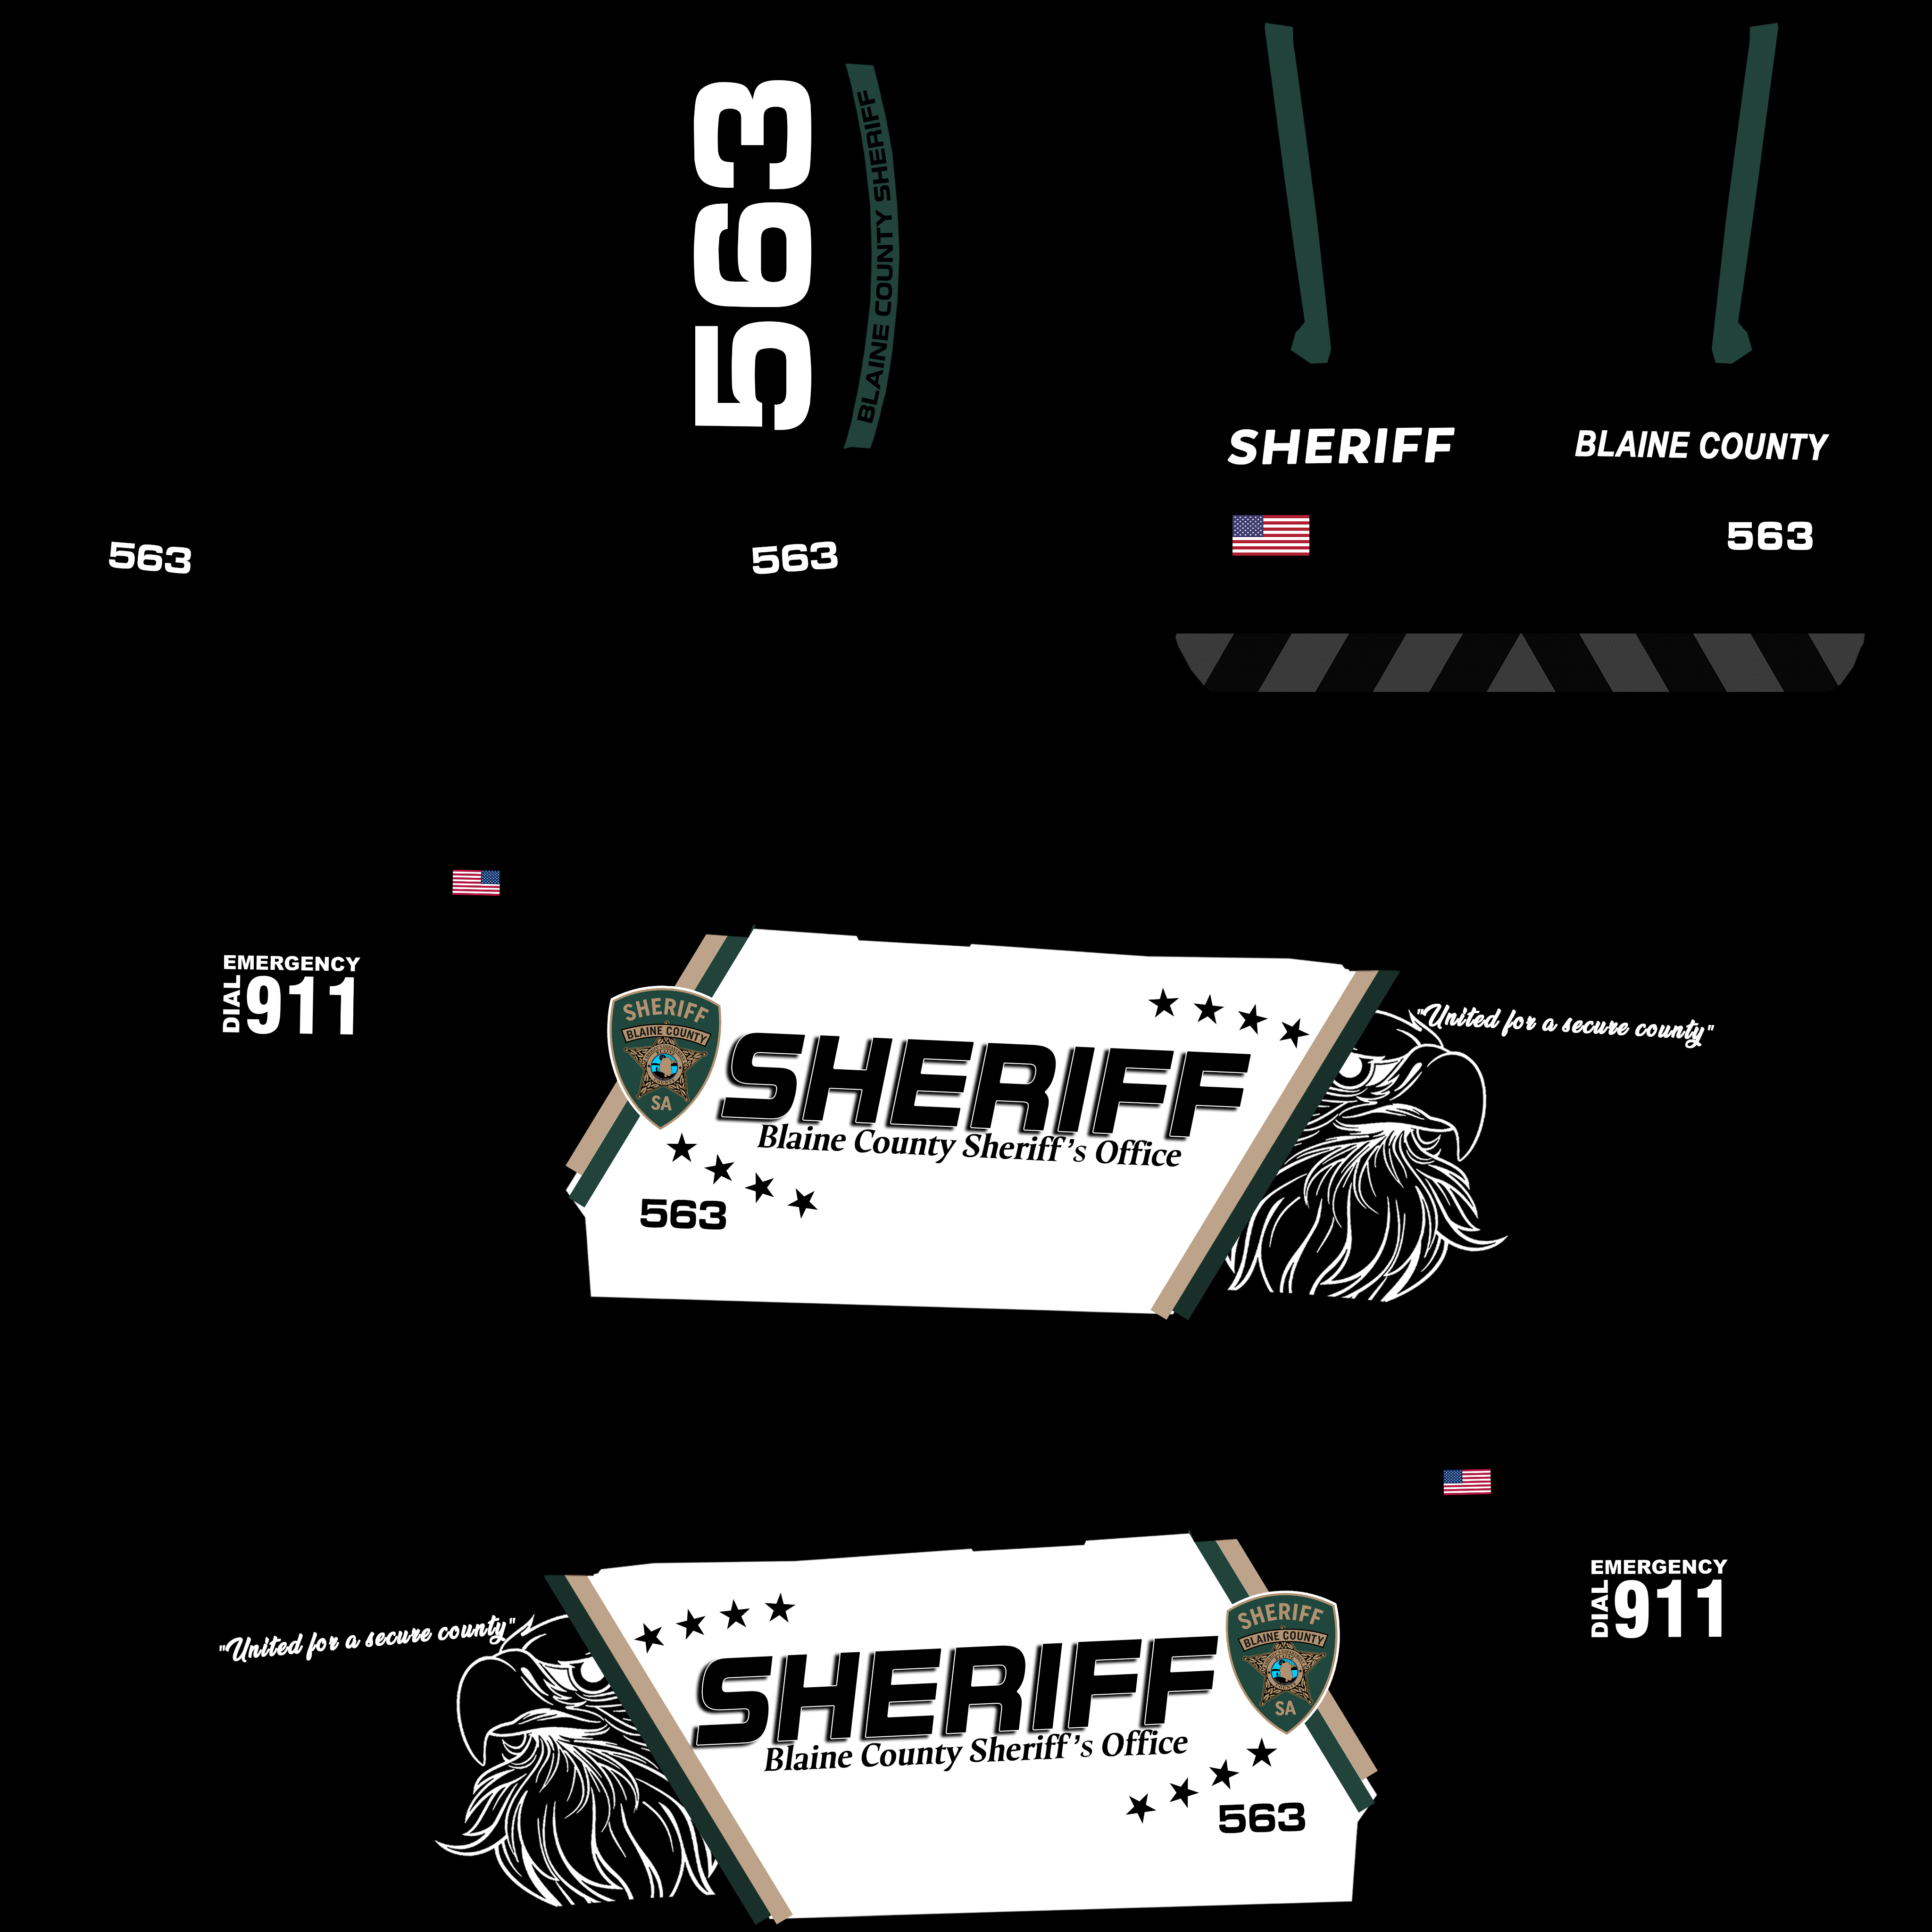 563
BLAINE COUNTY SHERIFF
SHERIFF
BLAINE COUNTY
563
563
563
EMERGENCY
DIAL
911
SHERIFF
BLAINE COUNTY
SA
SHERIFF
Blaine County Sheriff's Office
563
"United for a secure county"
"United for a secure county"
SHERIFF
Blaine County Sheriff's Office
SHERIFF
BLAINE COUNTY
SA
563
EMERGENCY
DIAL
911